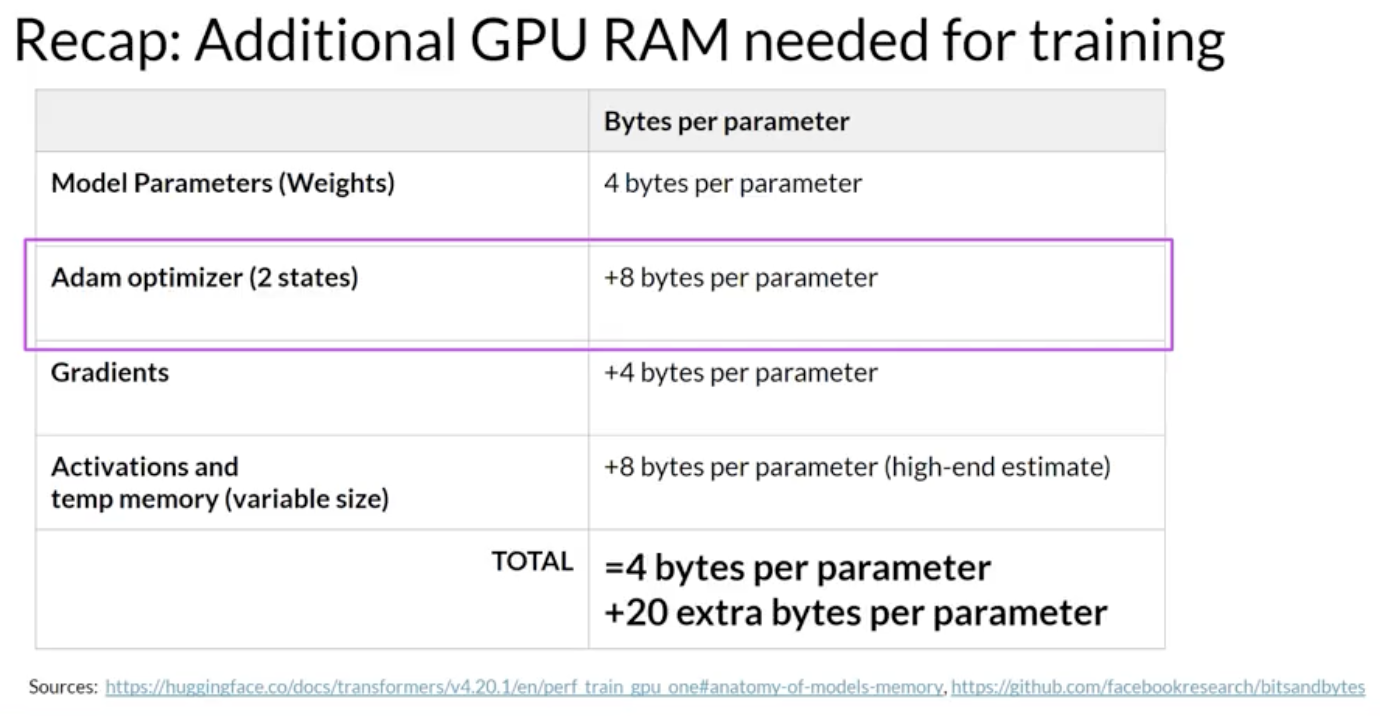 Recap: Additional GPU RAM needed for training
Bytes per parameter
Model Parameters (Weights)
4 bytes per parameter
Adam optimizer (2 states)
+8 bytes per parameter
Gradients
+4 bytes per parameter
Activations and
temp memory (variable size)
+8 bytes per parameter (high-end estimate)
TOTAL
=4 bytes per parameter
+20 extra bytes per parameter
Sources: https://huggingface.co/docs/transformers/v4.20.1/en/perf_train_gpu_one#anatomy-of-models-memory, https://github.com/facebookresearch/bitsandbytes